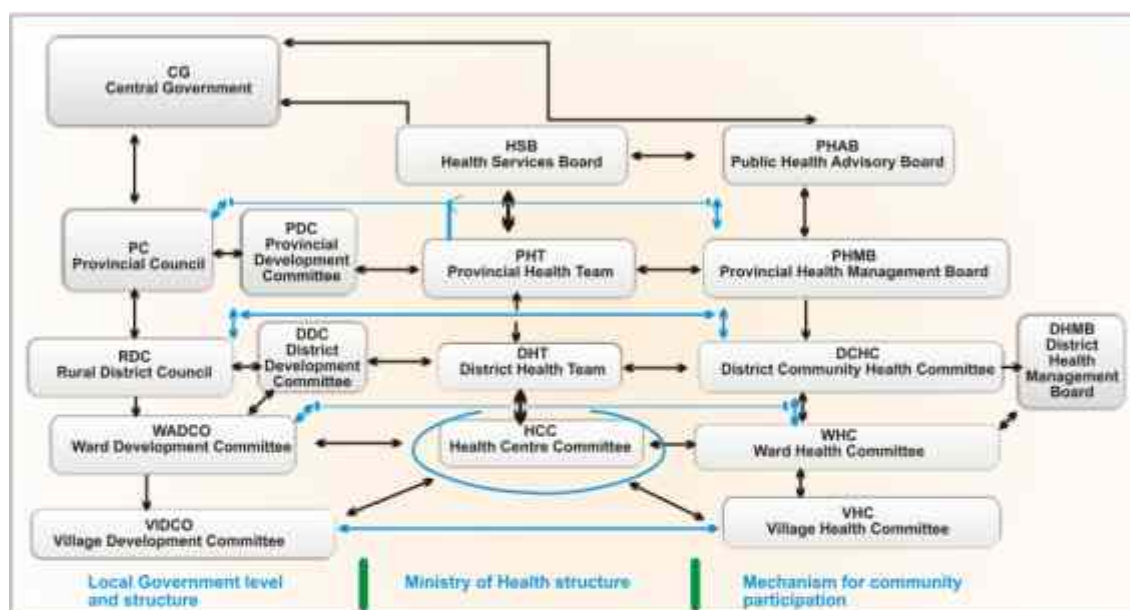 CG
Central Government
HSB
Health Services Board
PHAB
Public Health Advisory Board
PC
Provincial Council
PDC
Provincial
Development
Committee
PHT
Provincial Health Team
PHMB
Provincial Health Management Board
RDC
Rural District Council
DDC
District
Development
Committee
DHT
District Health Team
DCHC
District Community Health Committee
DHMB
District
Health
Management
Board
WADCO
Ward Development Committee
HCC
Health Centre Committee
WHC
Ward Health Committee
VIDCO
Village Development Committee
VHC
Village Health Committee
Local Government level
and structure
Ministry of Health structure
Mechanism for community
participation